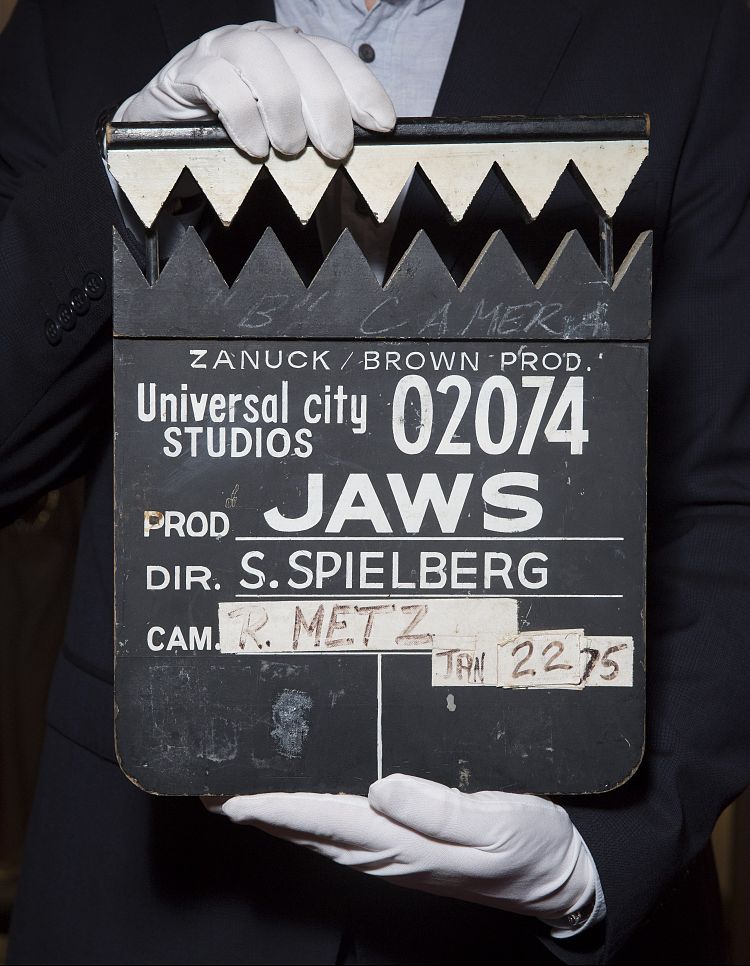 "B" CAMERA
ZANUCK / BROWN PROD.
Universal city STUDIOS
02074
PROD JAWS
DIR. S. SPIELBERG
CAM. R. METZ
JAN 22 75